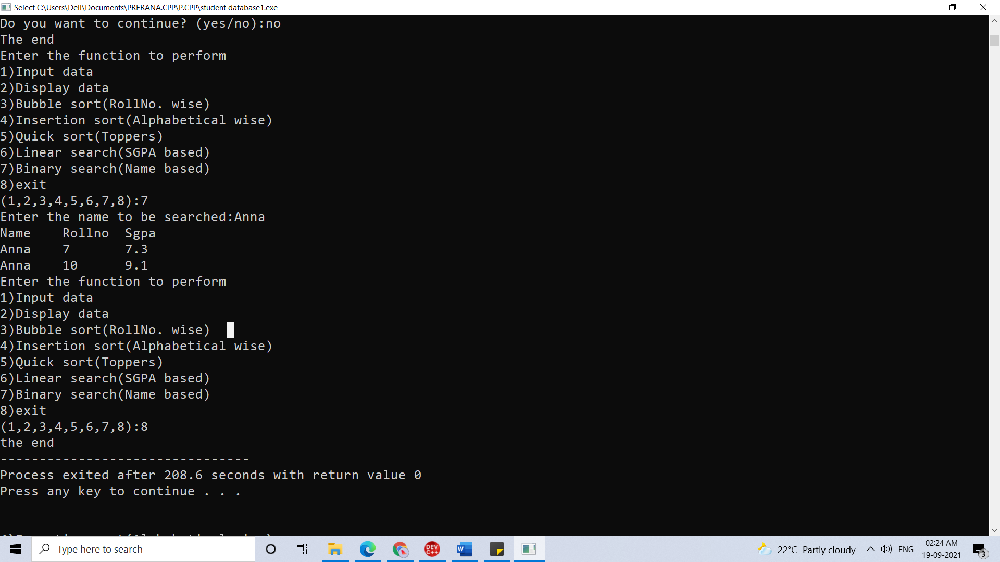 Select C:\Users\Dell\Documents\PRERANA.CPP\P.CPP\student database1.exe
Do you want to continue? (yes/no):no
The end
Enter the function to perform
1)Input data
2)Display data
3)Bubble sort(RollNo. wise)
4)Insertion sort(Alphabetical wise)
5)Quick sort(Toppers)
6)Linear search(SGPA based)
7)Binary search(Name based)
8)exit
(1,2,3,4,5,6,7,8):7
Enter the name to be searched:Anna
Name    Rollno  Sgpa
Anna    7       7.3
Anna    10      9.1
Enter the function to perform
1)Input data
2)Display data
3)Bubble sort(RollNo. wise)
4)Insertion sort(Alphabetical wise)
5)Quick sort(Toppers)
6)Linear search(SGPA based)
7)Binary search(Name based)
8)exit
(1,2,3,4,5,6,7,8):8
the end
--------------------------------
Process exited after 208.6 seconds with return value 0
Press any key to continue . . .
Type here to search
DEV C++
W
22°C Partly cloudy
ENG
02:24 AM
19-09-2021
3